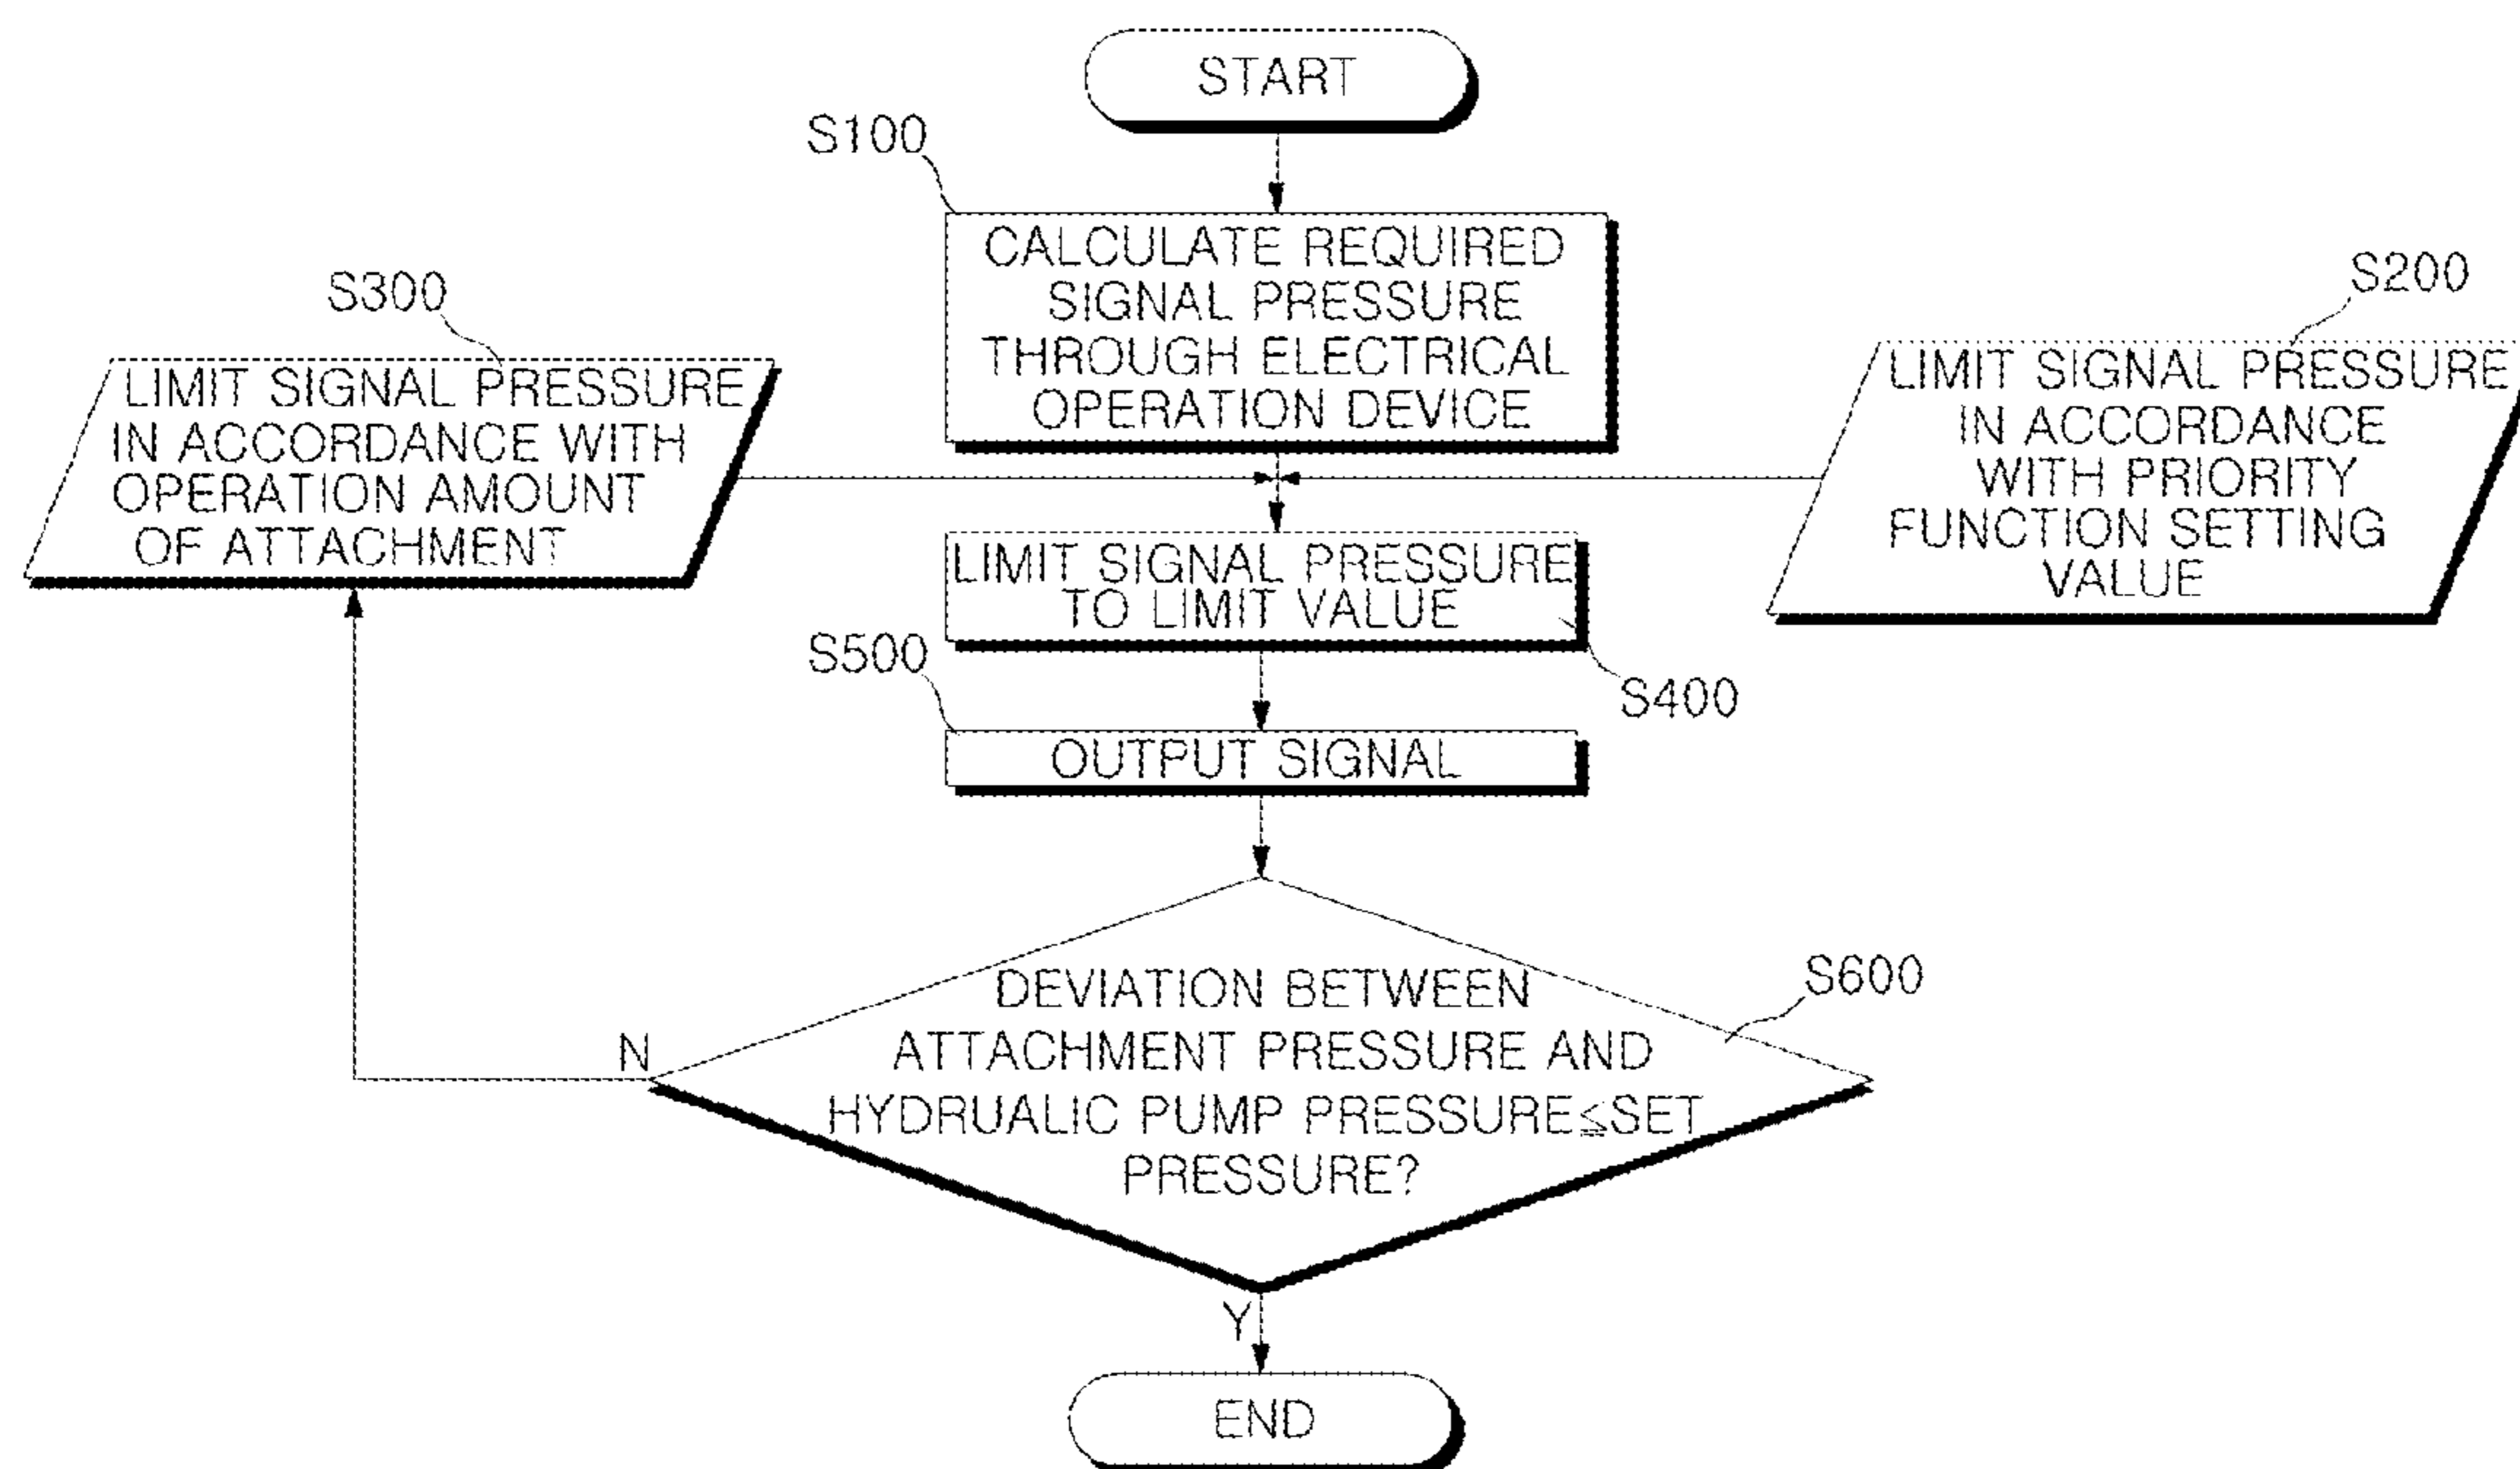 START
S100
CALCULATE REQUIRED
SIGNAL PRESSURE
THROUGH ELECTRICAL
OPERATION DEVICE
S300
LIMIT SIGNAL PRESSURE
IN ACCORDANCE WITH
OPERATION AMOUNT
OF ATTACHMENT
S200
LIMIT SIGNAL PRESSURE
IN ACCORDANCE
WITH PRIORITY
FUNCTION SETTING
VALUE
LIMIT SIGNAL PRESSURE
TO LIMIT VALUE
S400
S500
OUTPUT SIGNAL
S600
DEVIATION BETWEEN
ATTACHMENT PRESSURE AND
HYDRUALIC PUMP PRESSURE≦SET
PRESSURE?
N
Y
END